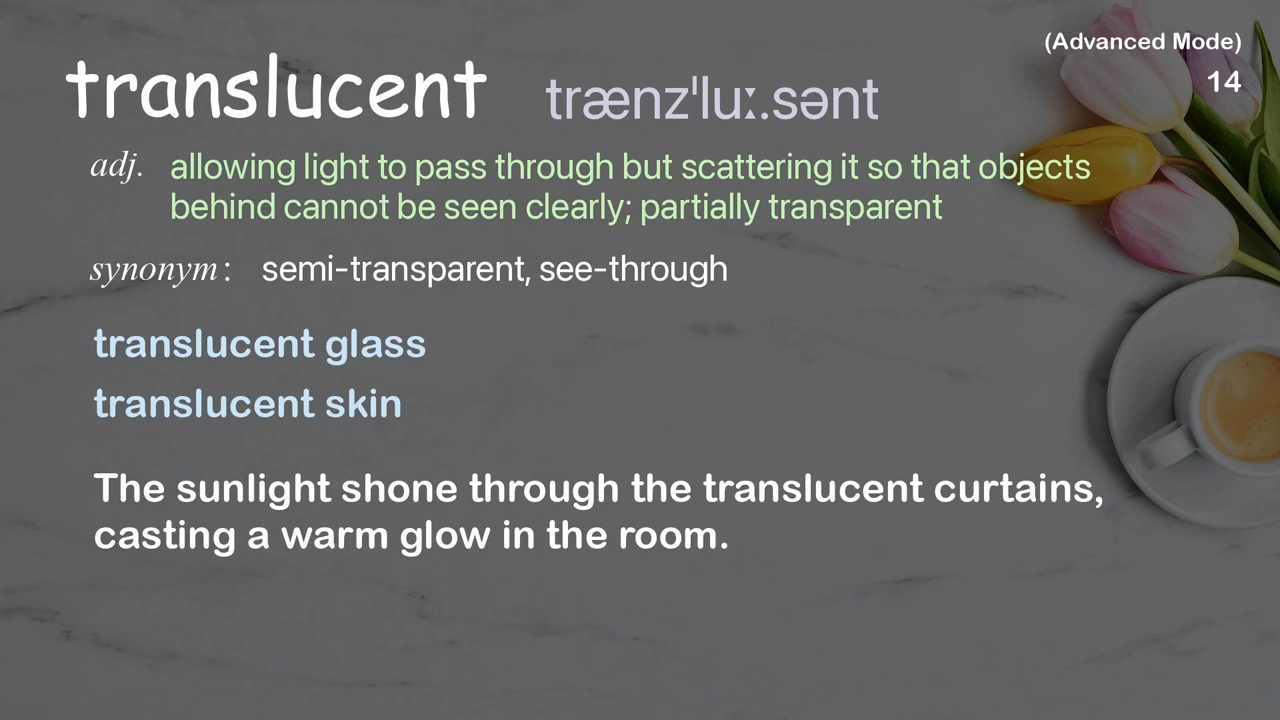 (Advanced Mode)
14
translucent trænzˈluː.sənt
adj. allowing light to pass through but scattering it so that objects
behind cannot be seen clearly; partially transparent
synonym : semi-transparent, see-through
translucent glass
translucent skin
The sunlight shone through the translucent curtains,
casting a warm glow in the room.